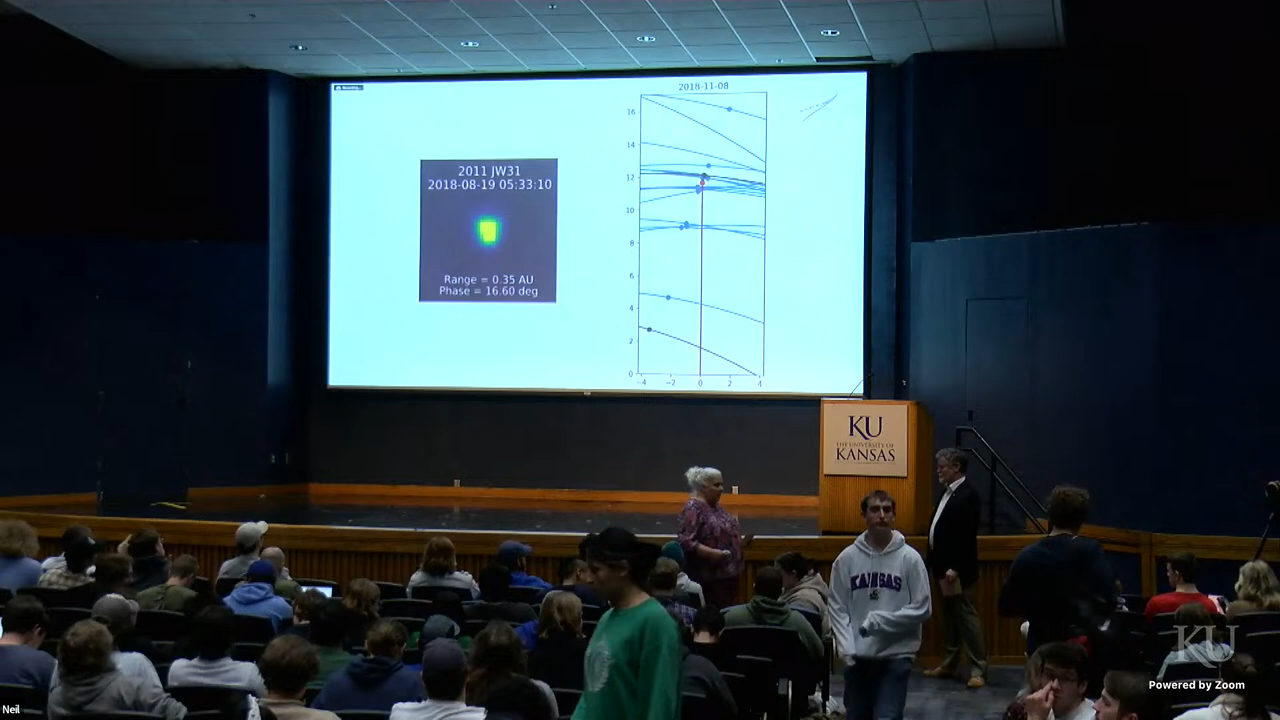 2018-11-08
2011 JW31
2018-08-19 05:33:10
Range = 0.35 AU
Phase = 16.60 deg
16
14
12
10
8
6
4
2
0
−4 −2 0 2 4
KU
THE UNIVERSITY OF
KANSAS
KANSAS
KU
Powered by Zoom
Neil